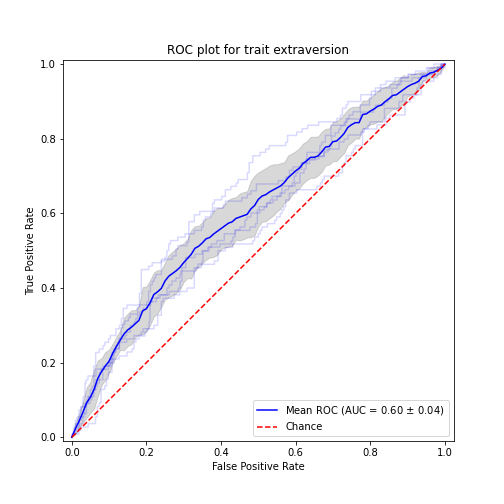 ROC plot for trait extraversion
True Positive Rate
1.0
0.8
0.6
0.4
0.2
0.0
0.0 0.2 0.4 0.6 0.8 1.0
False Positive Rate
Mean ROC (AUC = 0.60 ± 0.04)
Chance